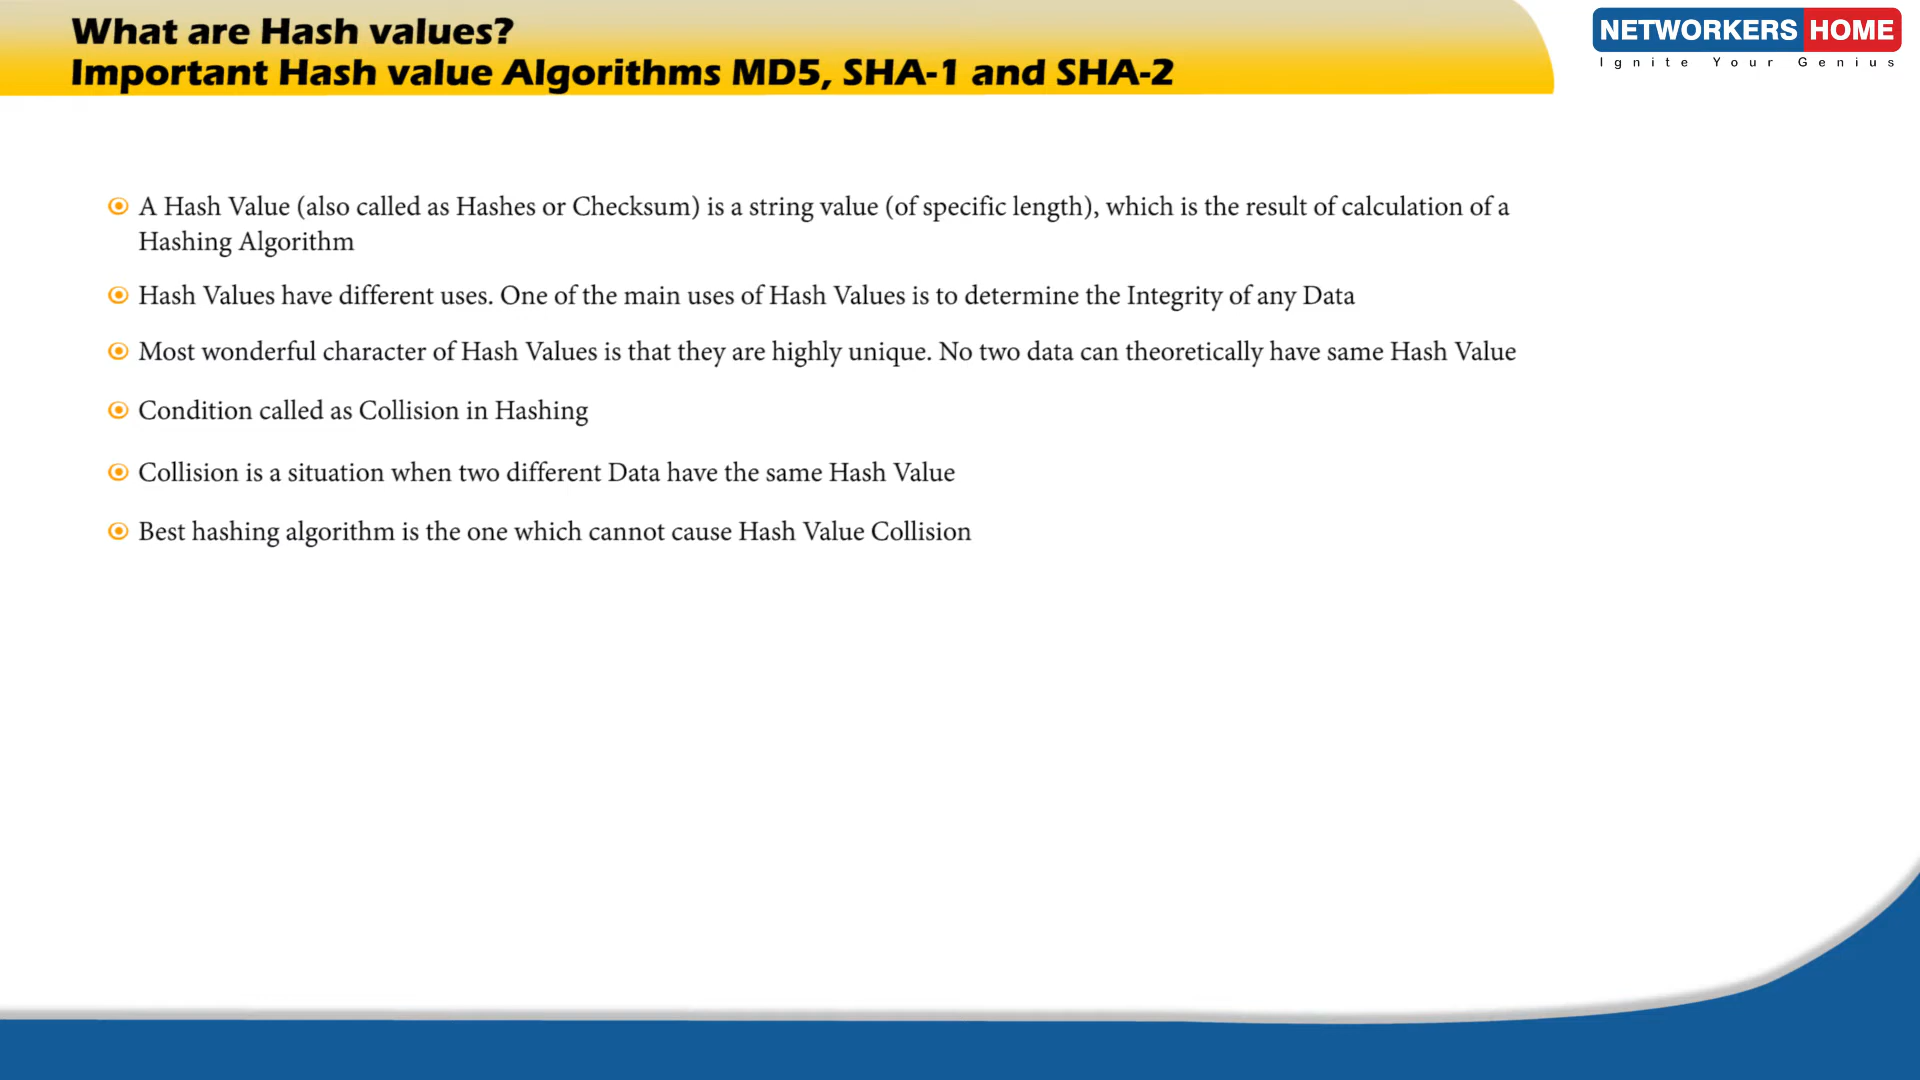 What are Hash values?
Important Hash value Algorithms MD5, SHA-1 and SHA-2
NETWORKERS HOME
Ignite Your Genius
A Hash Value (also called as Hashes or Checksum) is a string value (of specific length), which is the result of calculation of a
Hashing Algorithm
Hash Values have different uses. One of the main uses of Hash Values is to determine the Integrity of any Data
Most wonderful character of Hash Values is that they are highly unique. No two data can theoretically have same Hash Value
Condition called as Collision in Hashing
Collision is a situation when two different Data have the same Hash Value
Best hashing algorithm is the one which cannot cause Hash Value Collision